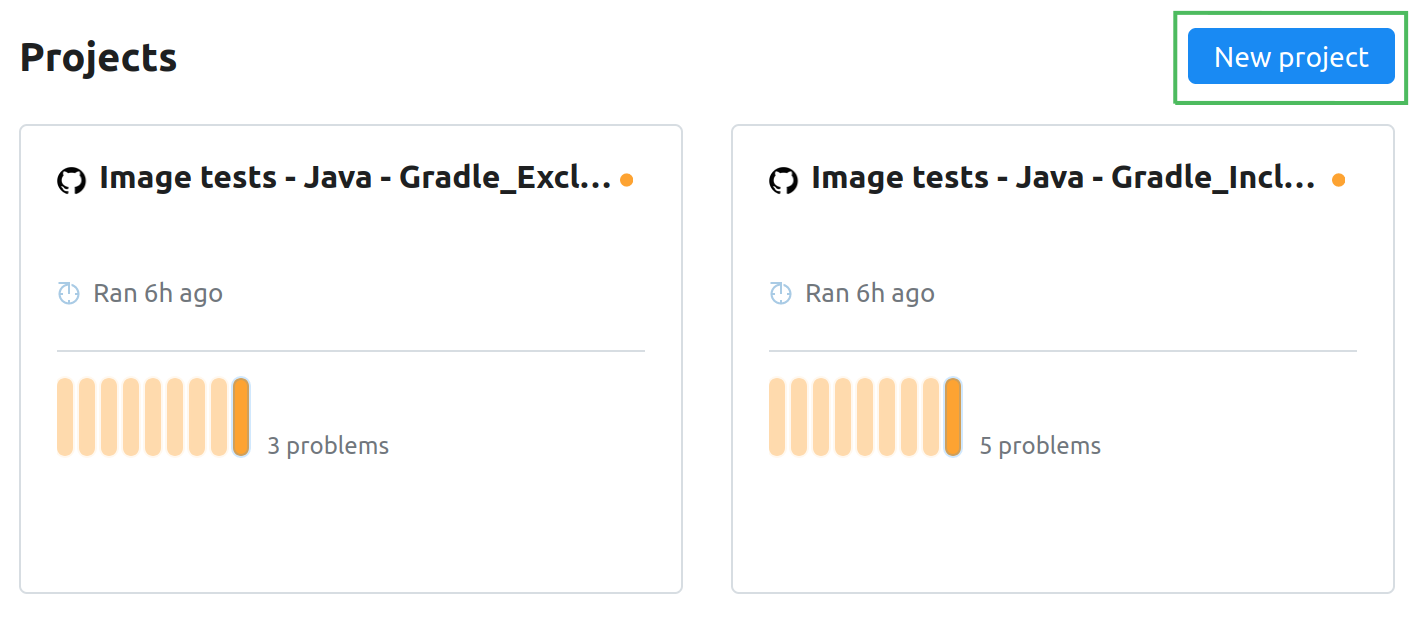 Projects
New project
Image tests - Java - Gradle_Excl...
Image tests - Java - Gradle_Incl...
Ran 6h ago
Ran 6h ago
3 problems
5 problems